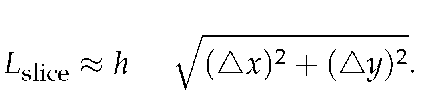 L_slice ≈ h √((△x)² + (△y)²).